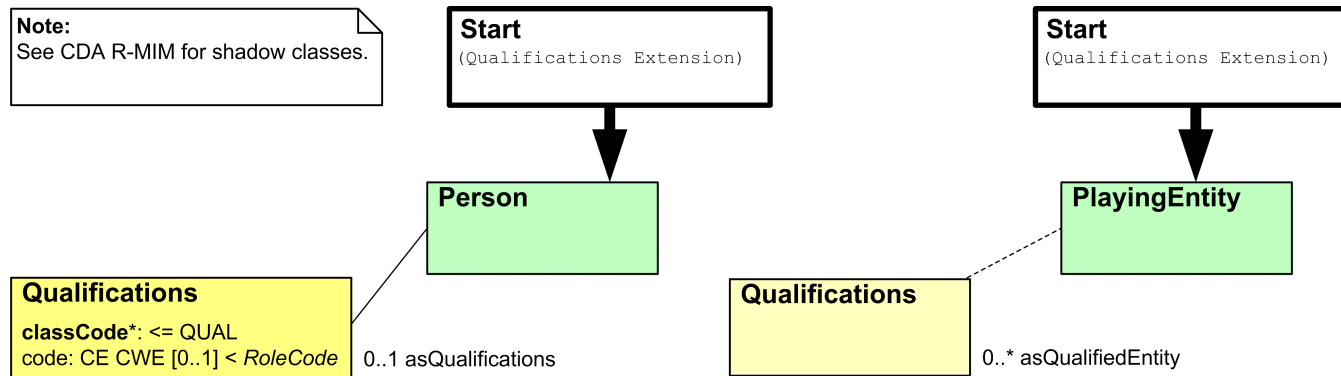 Note:
See CDA R-MIM for shadow classes.
Start
(Qualifications Extension)
Start
(Qualifications Extension)
Person
PlayingEntity
Qualifications
classCode*: <= QUAL
code: CE CWE [0..1] < RoleCode
0..1 asQualifications
Qualifications
0..* asQualifiedEntity